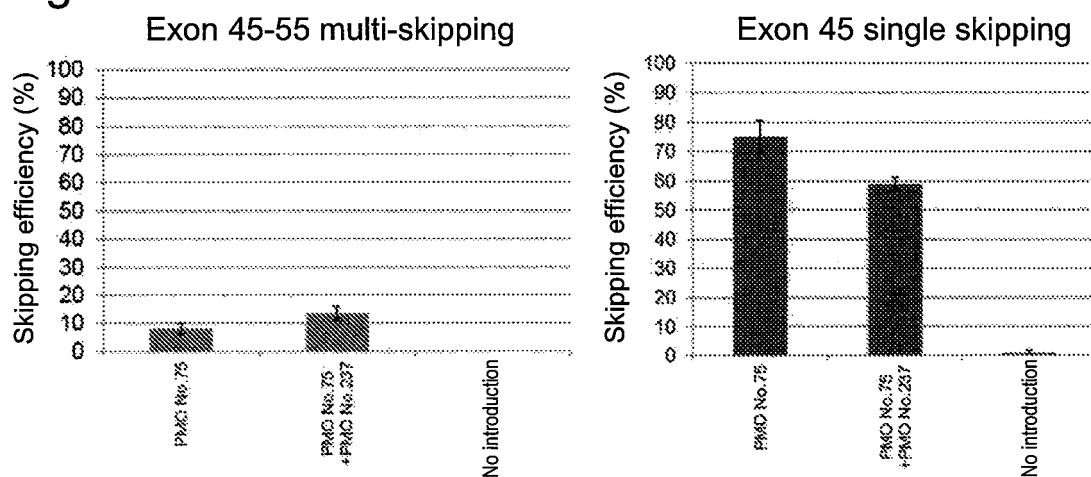 Exon 45-55 multi-skipping
Skipping efficiency (%)
100
90
80
70
60
50
40
30
20
10
0
PMO No.75
PMO No.75
+PMO No.237
No introduction
Exon 45 single skipping
Skipping efficiency (%)
100
90
80
70
60
50
40
30
20
10
0
PMO No.75
PMO No.75
+PMO No.237
No introduction